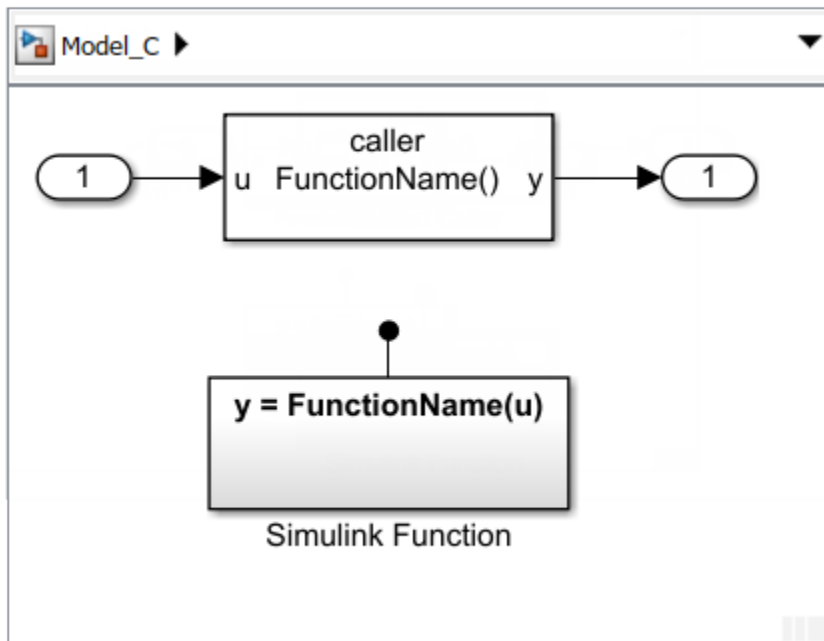 Model_C
caller
1 u FunctionName() y 1
y = FunctionName(u)
Simulink Function